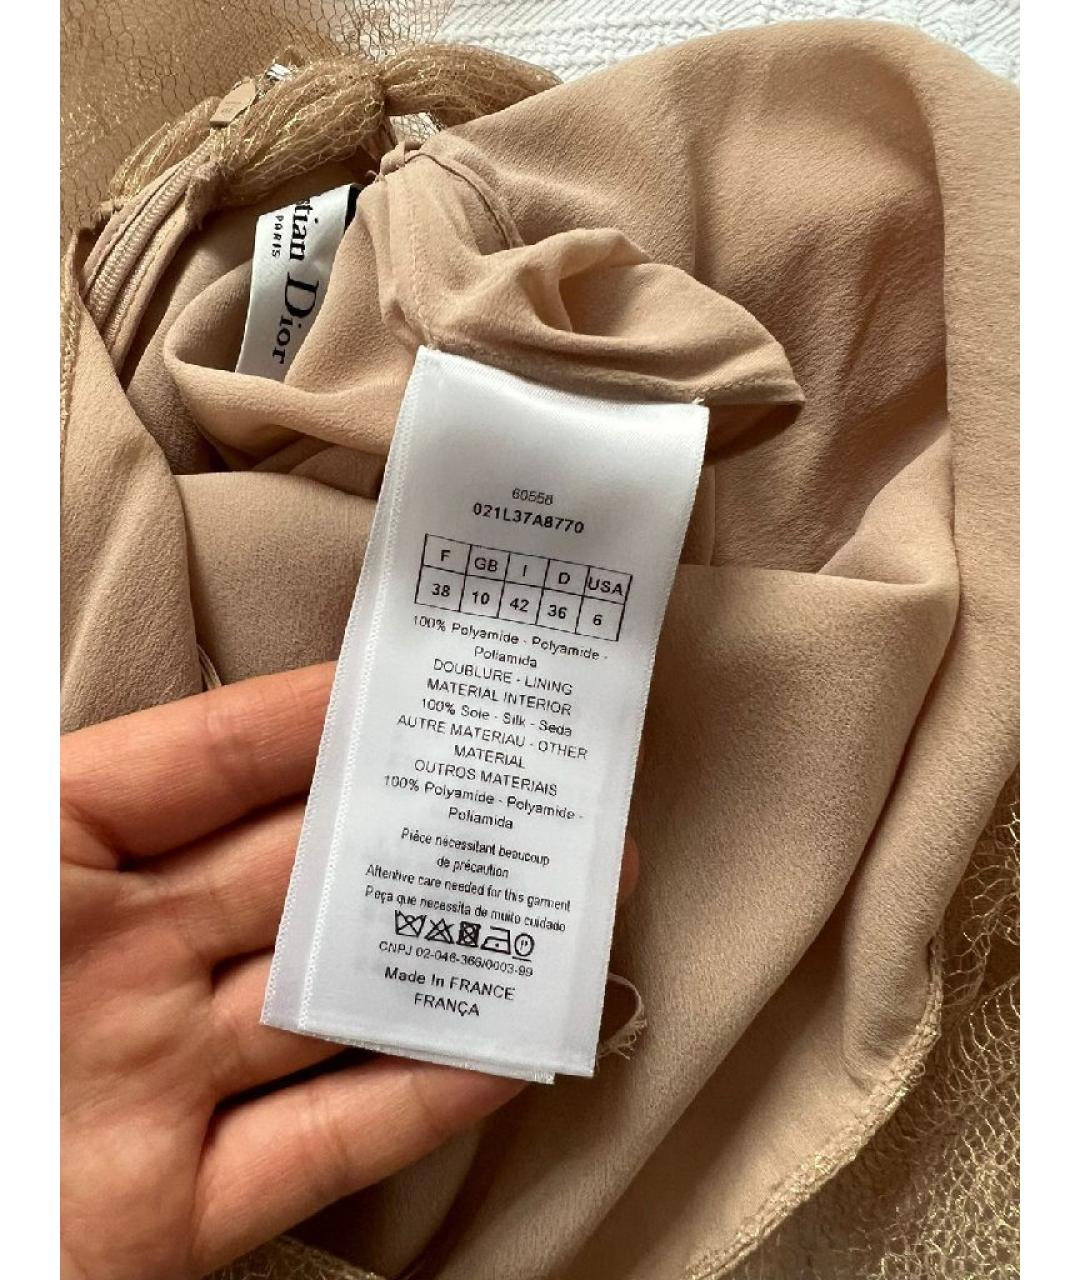 stian Dior
PARIS
60558
021L37A8770
F GB I D USA
38 10 42 36 6
100% Polyamide - Polyamide -
Poliamida
DOUBLURE - LINING
MATERIAL INTERIOR
100% Soie - Silk - Seda
AUTRE MATERIAU - OTHER
MATERIAL
OUTROS MATERIAIS
100% Polyamide - Polyamide -
Poliamida
Pièce nécessitant beaucoup
de précaution
Attentive care needed for this garment
Peça que necessita de muito cuidado
P
CNPJ 02-046-366/0003-99
Made In FRANCE
FRANÇA